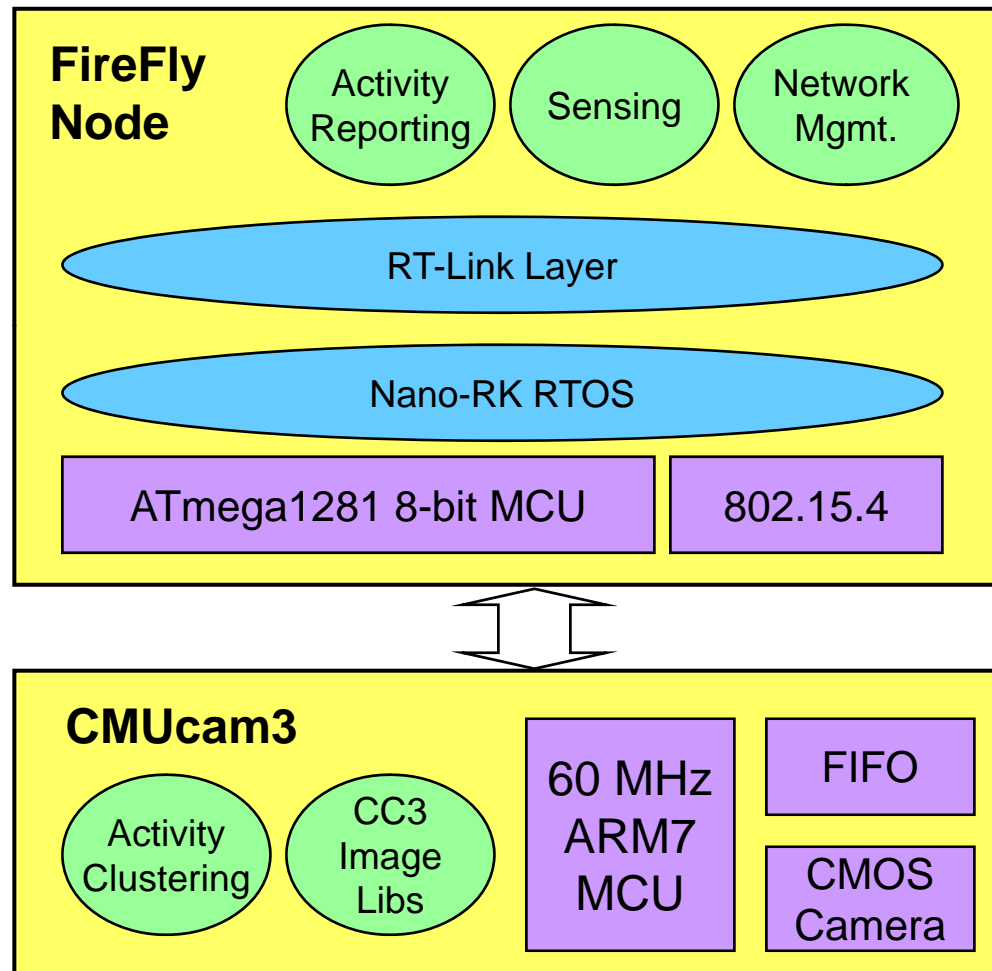 FireFly
Node
Activity
Reporting
Sensing
Network
Mgmt.
RT-Link Layer
Nano-RK RTOS
ATmega1281 8-bit MCU
802.15.4
CMUcam3
Activity
Clustering
CC3
Image
Libs
60 MHz
ARM7
MCU
FIFO
CMOS
Camera